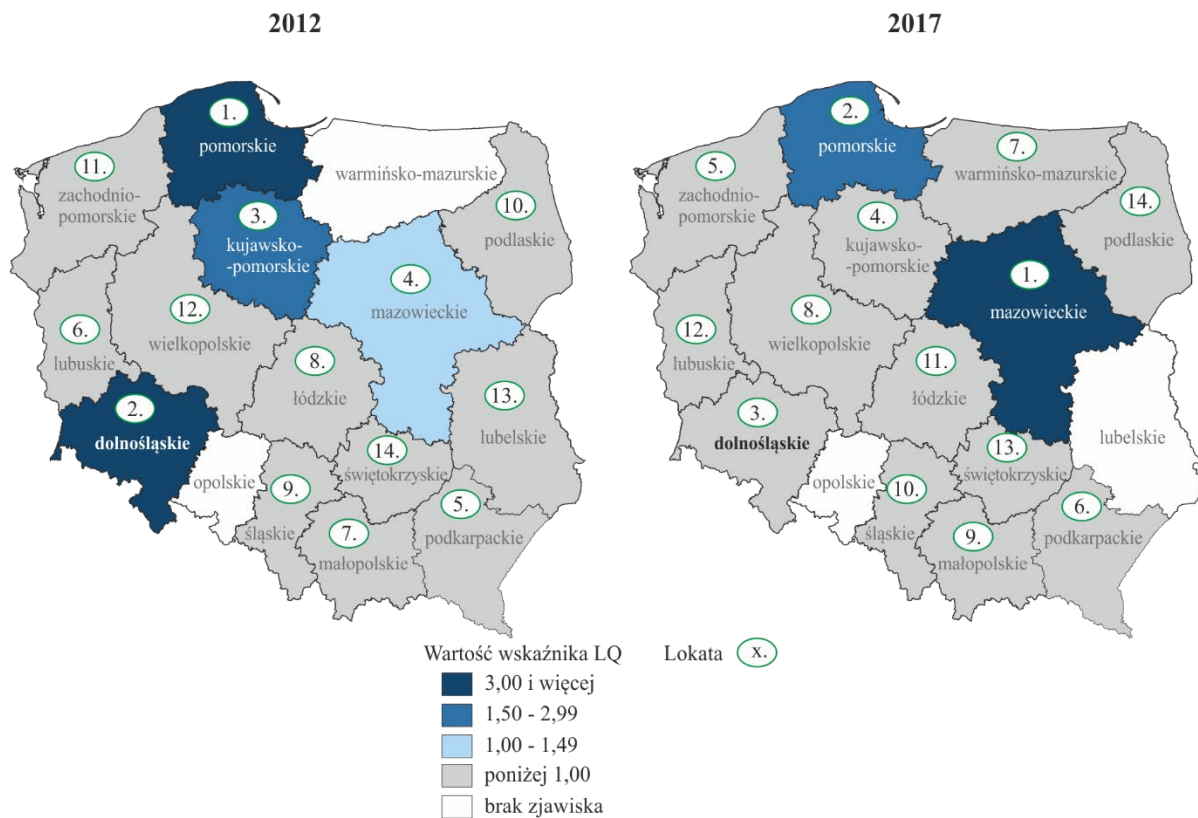 2012
1.
pomorskie
11.
zachodnio-
pomorskie
warmińsko-mazurskie
10.
podlaskie
3.
kujawsko-
-pomorskie
4.
mazowieckie
12.
wielkopolskie
6.
lubuskie
8.
łódzkie
13.
lubelskie
2.
dolnośląskie
14.
świętokrzyskie
opolskie
9.
śląskie
5.
podkarpackie
7.
małopolskie
2017
2.
pomorskie
7.
warmińsko-mazurskie
5.
zachodnio-
pomorskie
14.
podlaskie
4.
kujawsko-
-pomorskie
1.
mazowieckie
8.
wielkopolskie
12.
lubuskie
11.
łódzkie
3.
dolnośląskie
lubelskie
13.
świętokrzyskie
opolskie
10.
śląskie
6.
podkarpackie
9.
małopolskie
Wartość wskaźnika LQ
Lokata x.
3,00 i więcej
1,50 - 2,99
1,00 - 1,49
poniżej 1,00
brak zjawiska